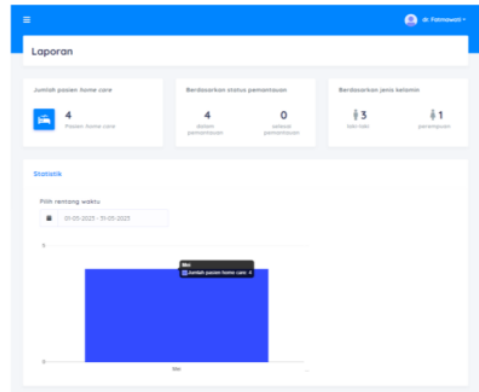 dr. Fatmawati
Laporan
Jumlah pasien home care
4
Pasien home care
Berdasarkan status pemantauan
4
dalam pemantauan
0
selesai pemantauan
Berdasarkan jenis kelamin
3
laki-laki
1
perempuan
Statistik
Pilih rentang waktu
01-05-2023 - 31-05-2023
5
Mei
Jumlah pasien home care: 4
0
Mei
...